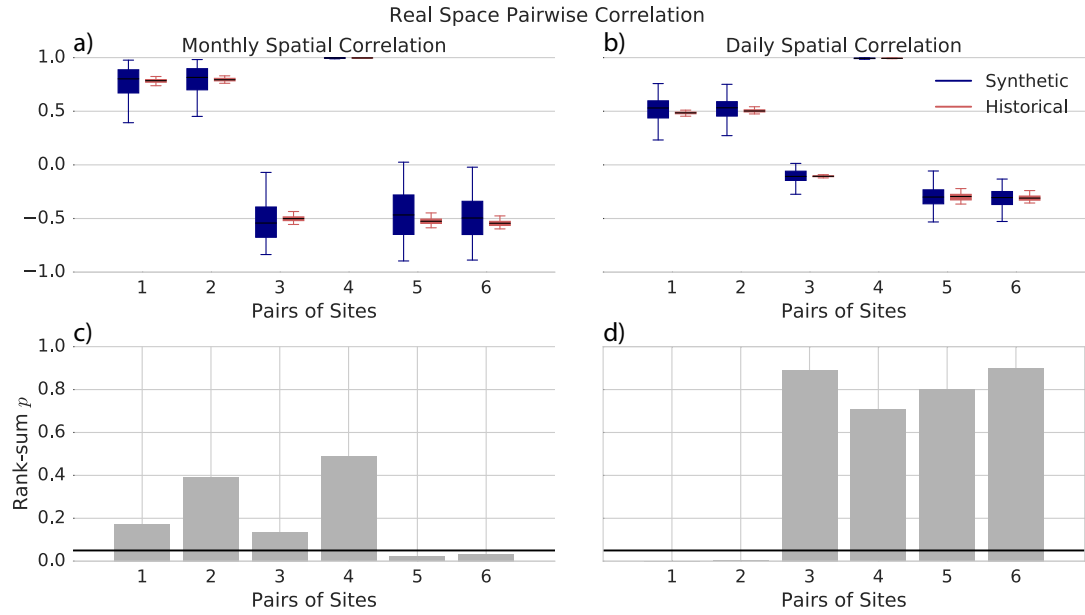 Real Space Pairwise Correlation
a)
Monthly Spatial Correlation
1.0
0.5
0.0
−0.5
−1.0
1 2 3 4 5 6
Pairs of Sites
b)
Daily Spatial Correlation
Synthetic
Historical
1 2 3 4 5 6
Pairs of Sites
c)
1.0
0.8
0.6
0.4
0.2
0.0
Rank-sum p
1 2 3 4 5 6
Pairs of Sites
d)
1 2 3 4 5 6
Pairs of Sites